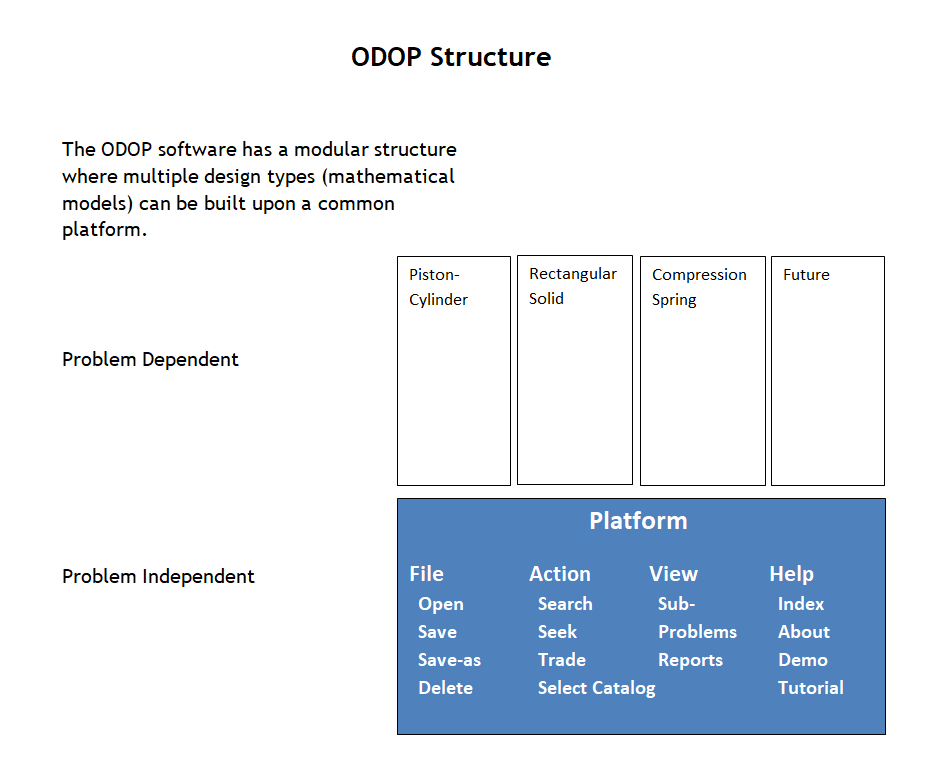 ODOP Structure
The ODOP software has a modular structure
where multiple design types (mathematical
models) can be built upon a common
platform.
Piston-
Cylinder
Rectangular
Solid
Compression
Spring
Future
Problem Dependent
Platform
Problem Independent
File
Open
Save
Save-as
Delete
Action
Search
Seek
Trade
Select Catalog
View
Sub-
Problems
Reports
Help
Index
About
Demo
Tutorial